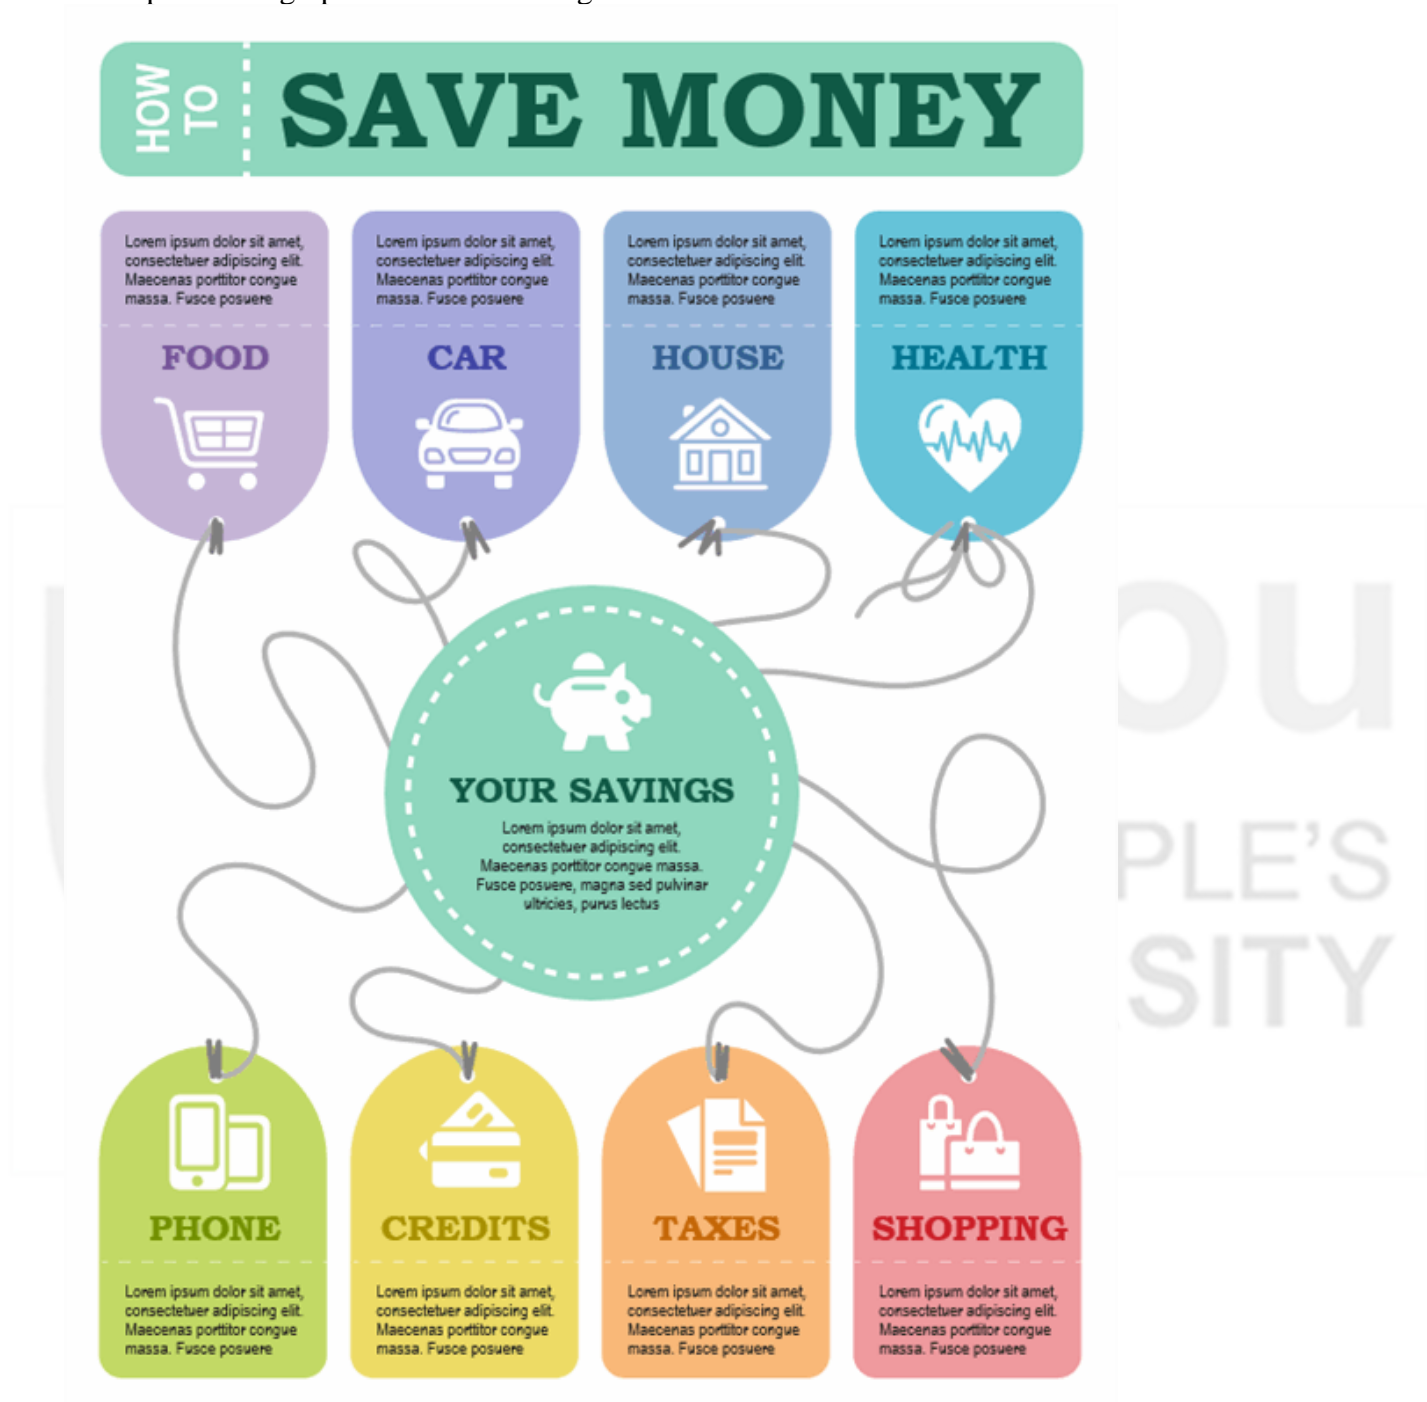 HOW
TO
SAVE MONEY
Lorem ipsum dolor sit amet,
consectetuer adipiscing elit.
Maecenas porttitor congue
massa. Fusce posuere
FOOD
Lorem ipsum dolor sit amet,
consectetuer adipiscing elit.
Maecenas porttitor congue
massa. Fusce posuere
CAR
Lorem ipsum dolor sit amet,
consectetuer adipiscing elit.
Maecenas porttitor congue
massa. Fusce posuere
HOUSE
Lorem ipsum dolor sit amet,
consectetuer adipiscing elit.
Maecenas porttitor congue
massa. Fusce posuere
HEALTH
YOUR SAVINGS
Lorem ipsum dolor sit amet,
consectetuer adipiscing elit.
Maecenas porttitor congue massa.
Fusce posuere, magna sed pulvinar
ultricies, purus lectus
PHONE
Lorem ipsum dolor sit amet,
consectetuer adipiscing elit.
Maecenas porttitor congue
massa. Fusce posuere
CREDITS
Lorem ipsum dolor sit amet,
consectetuer adipiscing elit.
Maecenas porttitor congue
massa. Fusce posuere
TAXES
Lorem ipsum dolor sit amet,
consectetuer adipiscing elit.
Maecenas porttitor congue
massa. Fusce posuere
SHOPPING
Lorem ipsum dolor sit amet,
consectetuer adipiscing elit.
Maecenas porttitor congue
massa. Fusce posuere
ou
PLE'S
SITY